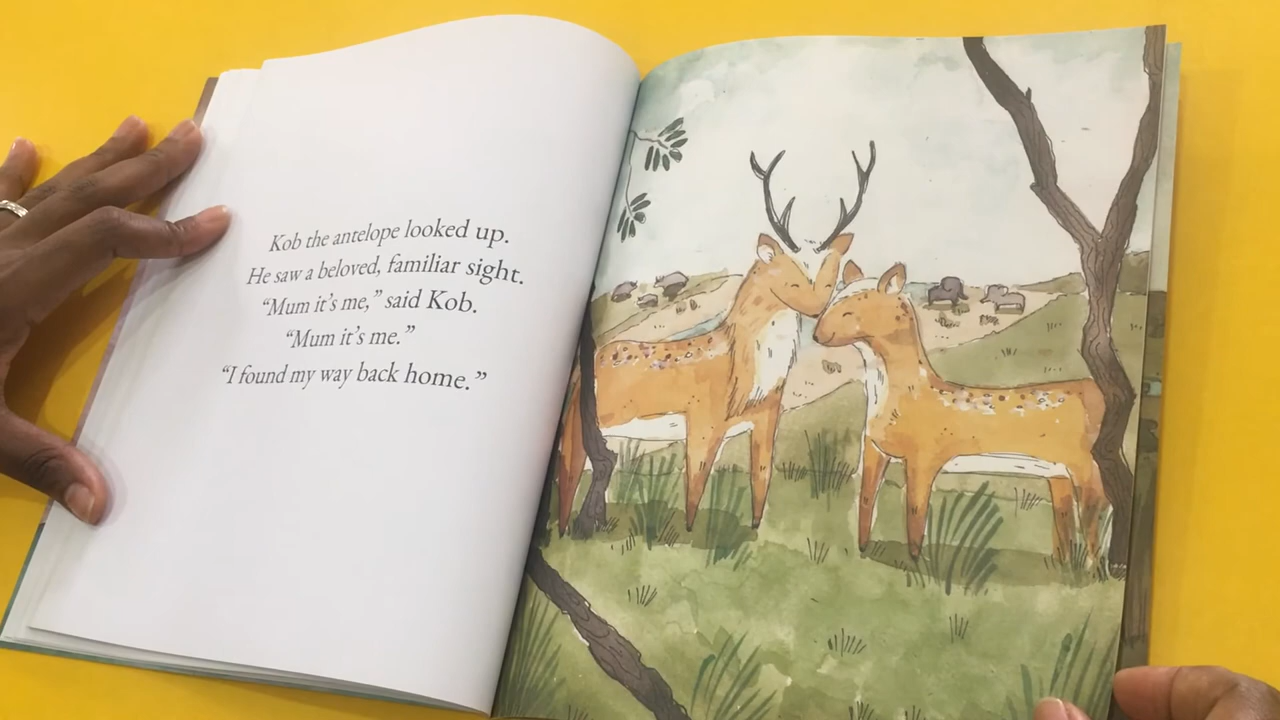 Kob the antelope looked up.
He saw a beloved, familiar sight.
“Mum it’s me,” said Kob.
“Mum it’s me.”
“I found my way back home.”